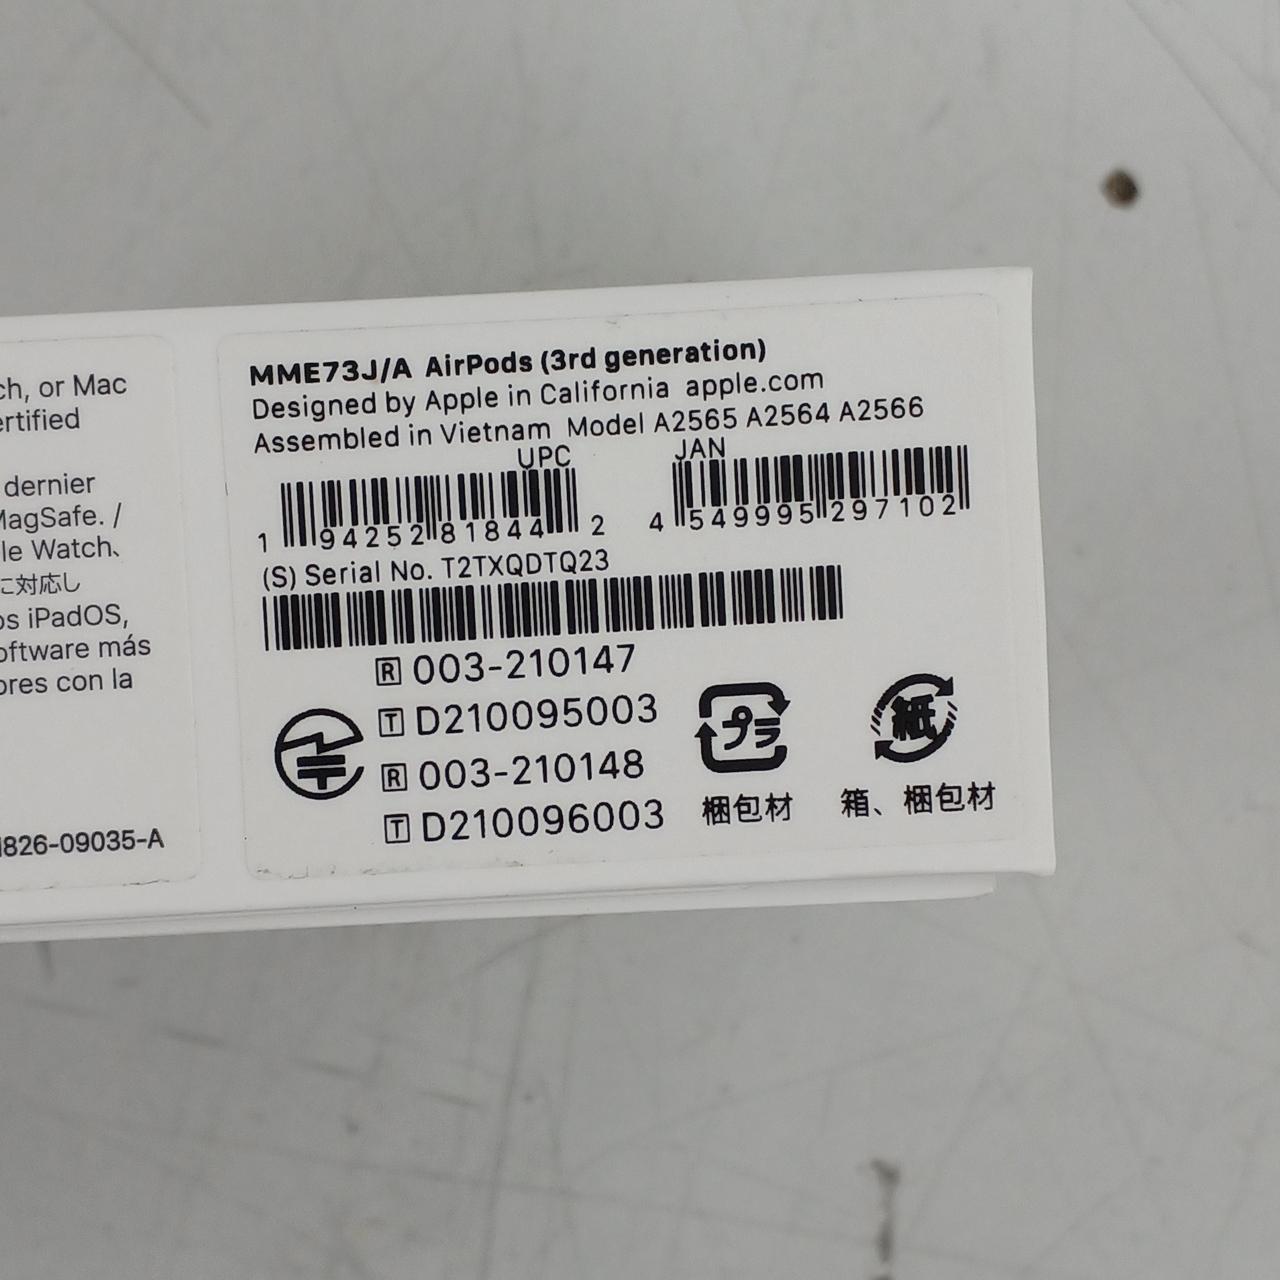 ch, or Mac
ertified
dernier
MagSafe. /
le Watch、
に対応し
os iPadOS,
oftware más
ores con la
826-09035-A
MME73J/A AirPods (3rd generation)
Designed by Apple in California apple.com
Assembled in Vietnam Model A2565 A2564 A2566
UPC JAN
1 94252 81844 2 4 549995 297102
(S) Serial No. T2TXQDTQ23
R 003-210147
T D210095003
R 003-210148
T D210096003
プラ
梱包材
紙
箱、梱包材